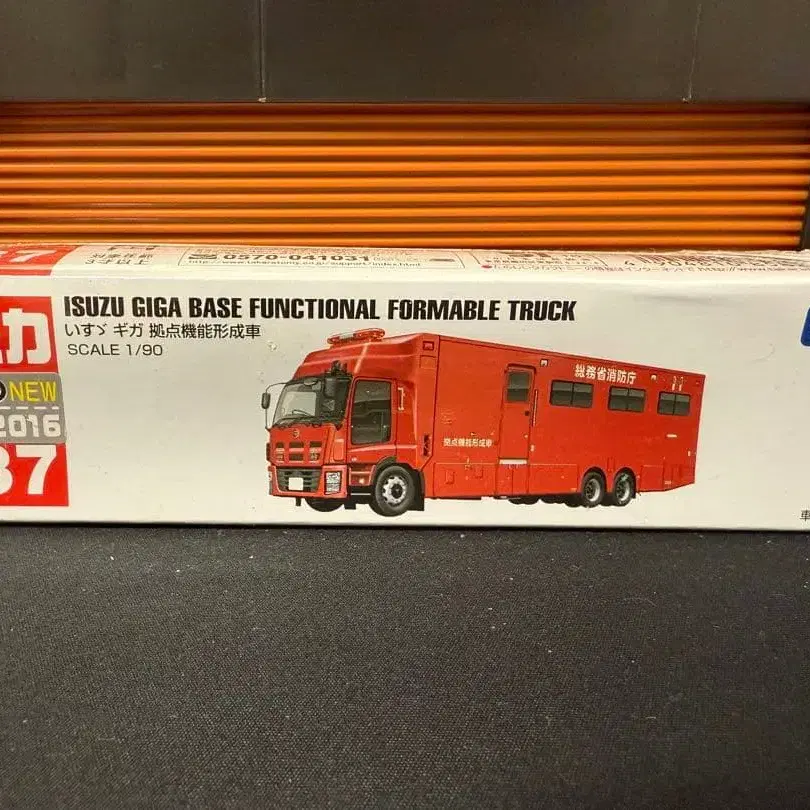 0570-041031
ISUZU GIGA BASE FUNCTIONAL FORMABLE TRUCK
いすゞ ギガ 拠点機能形成車
SCALE 1/90
カ
NEW
2016
37
総務省消防庁
拠点機能形成車
車